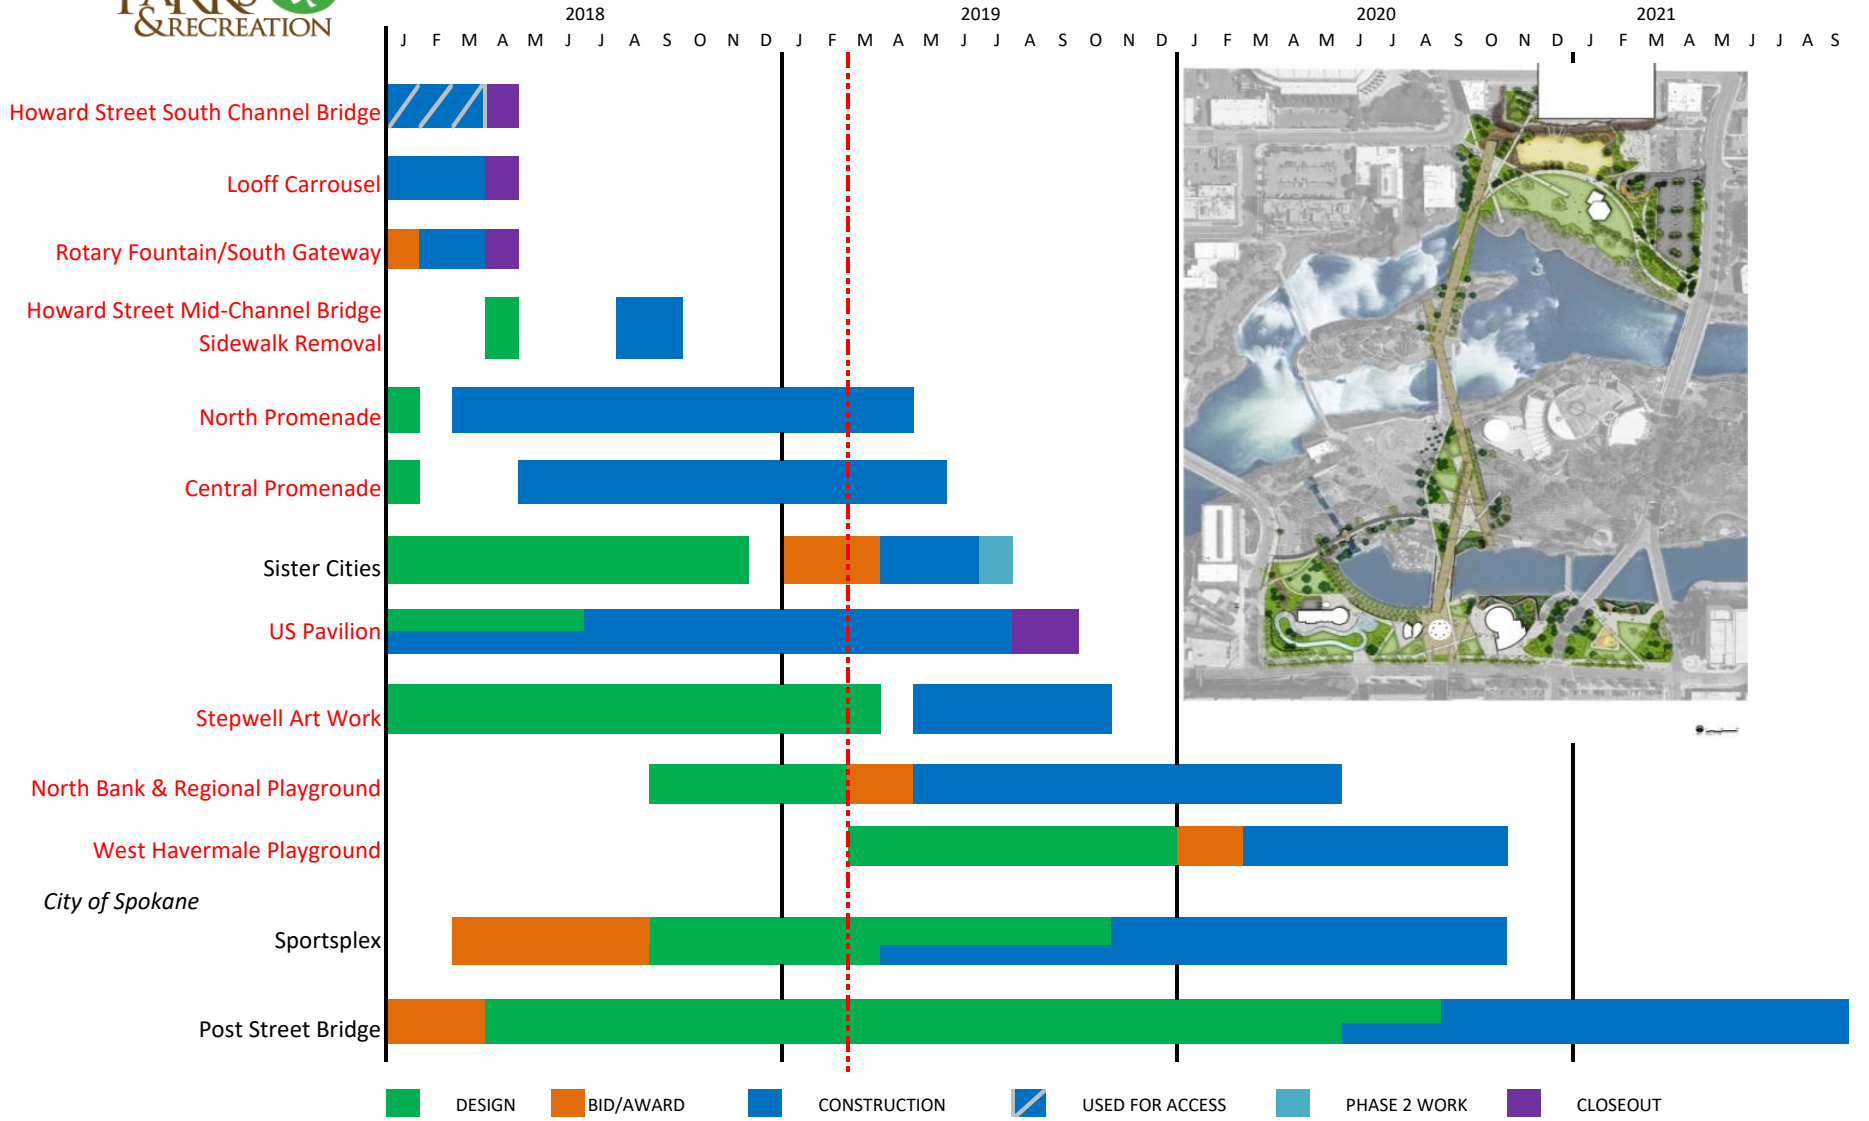 PARKS
&RECREATION
2018 2019 2020 2021
J F M A M J J A S O N D J F M A M J J A S O N D J F M A M J J A S O N D J F M A M J J A S
Howard Street South Channel Bridge
Looff Carrousel
Rotary Fountain/South Gateway
Howard Street Mid-Channel Bridge
Sidewalk Removal
North Promenade
Central Promenade
Sister Cities
US Pavilion
Stepwell Art Work
North Bank & Regional Playground
West Havermale Playground
City of Spokane
Sportsplex
Post Street Bridge
DESIGN BID/AWARD CONSTRUCTION USED FOR ACCESS PHASE 2 WORK CLOSEOUT